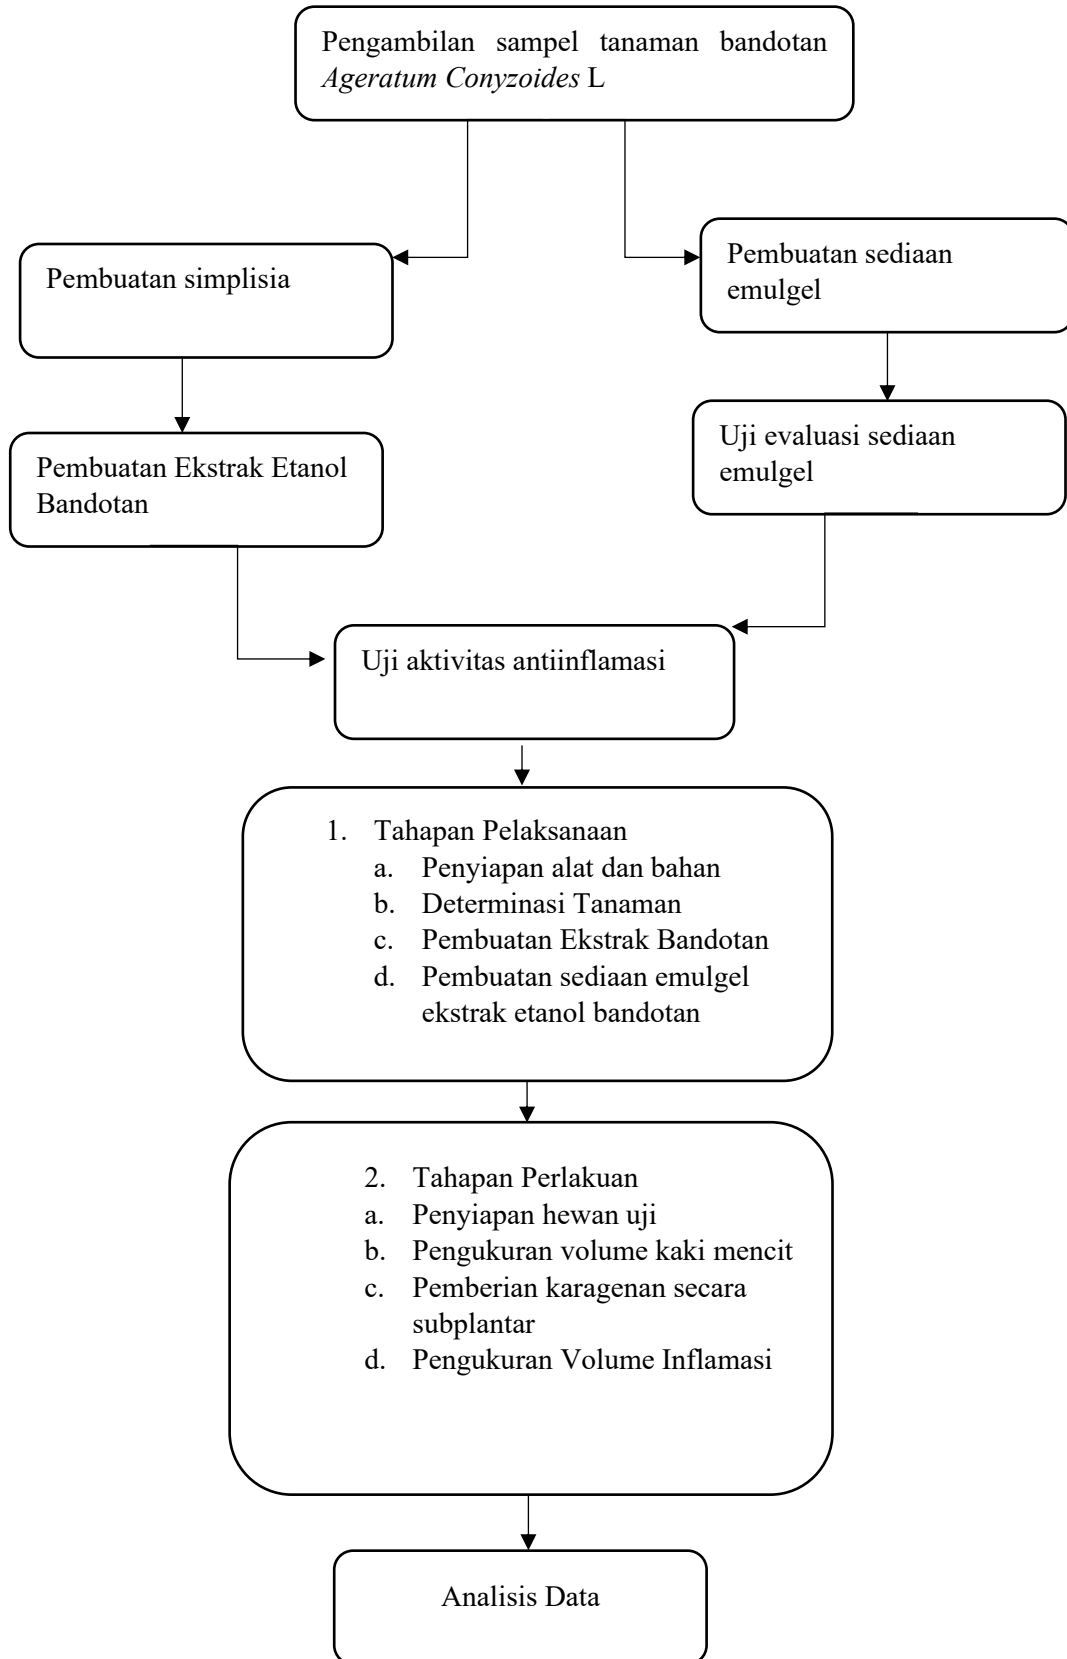 Pengambilan sampel tanaman bandotan
Ageratum Conyzoides L
Pembuatan simplisia
Pembuatan sediaan
emulgel
Pembuatan Ekstrak Etanol
Bandotan
Uji evaluasi sediaan
emulgel
Uji aktivitas antiinflamasi
1. Tahapan Pelaksanaan
a. Penyiapan alat dan bahan
b. Determinasi Tanaman
c. Pembuatan Ekstrak Bandotan
d. Pembuatan sediaan emulgel
ekstrak etanol bandotan
2. Tahapan Perlakuan
a. Penyiapan hewan uji
b. Pengukuran volume kaki mencit
c. Pemberian karagenan secara
subplantar
d. Pengukuran Volume Inflamasi
Analisis Data